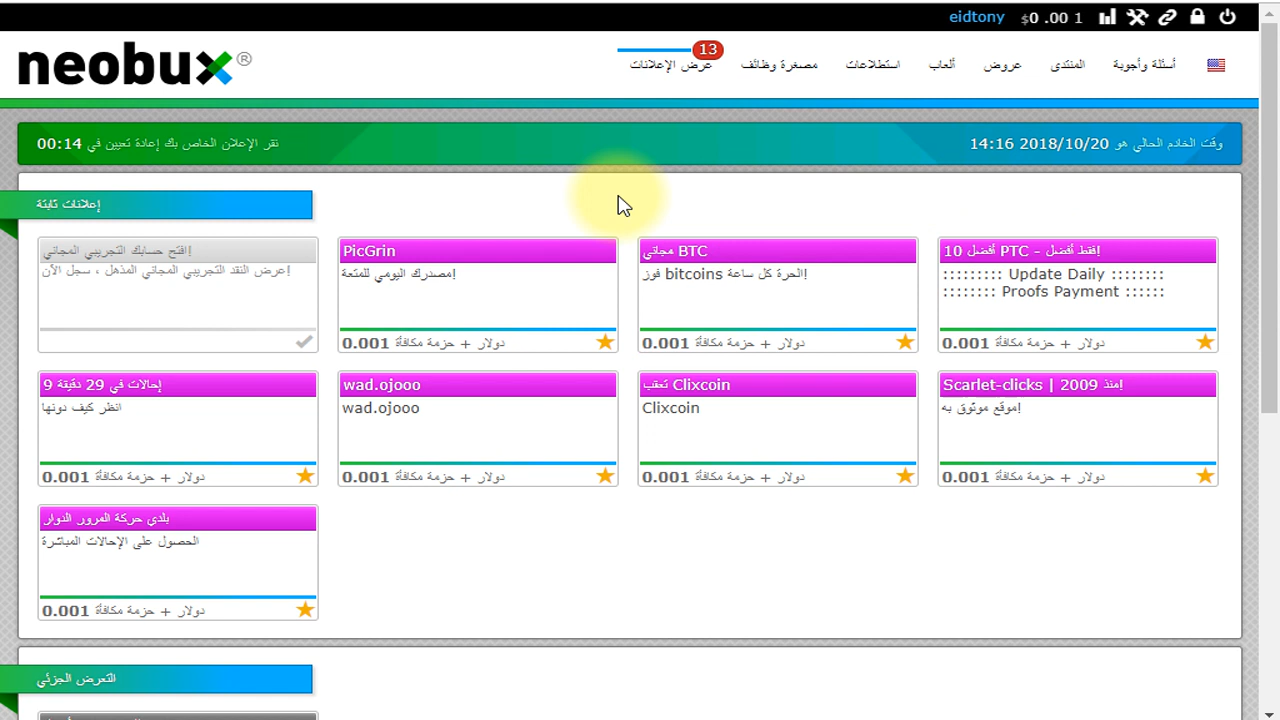 eidtony $0 .00 1
neobux®
13
عرض الإعلانات
مصغرة وظائف
استطلاعات
ألعاب
عروض
المنتدى
أسئلة وأجوبة
نقر الإعلان الخاص بك إعادة تعيين في 00:14
وقت الخادم الحالي هو 2018/10/20 14:16
إعلانات ثابتة
افتح حسابك التجريبي المجاني!
عرض النقد التجريبي المجاني المذهل ، سجل الآن!
PicGrin
مصدرك اليومي للمتعة!
0.001 دولار + حزمة مكافأة
مجاني BTC
فوز bitcoins الحرة كل ساعة!
0.001 دولار + حزمة مكافأة
10 أفضل PTC - فقط أفضل!
::::::::: Update Daily ::::::::
:::::::: Proofs Payment ::::::
0.001 دولار + حزمة مكافأة
9 إحالات في 29 دقيقة
انظر كيف دونها
0.001 دولار + حزمة مكافأة
wad.ojooo
wad.ojooo
0.001 دولار + حزمة مكافأة
تعقب Clixcoin
Clixcoin
0.001 دولار + حزمة مكافأة
Scarlet-clicks | منذ 2009!
موقع موثوق به!
0.001 دولار + حزمة مكافأة
بلدي حركة المرور الدوار
الحصول على الإحالات المباشرة
0.001 دولار + حزمة مكافأة
التعرض الجزئي